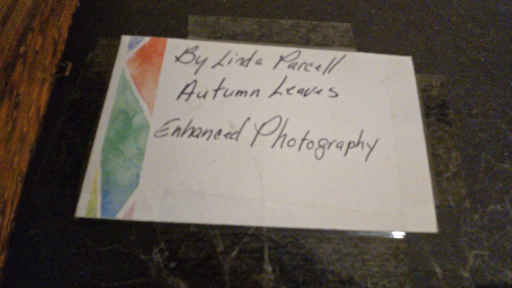 By Linda Parcell
Autumn Leaves
Enhanced Photography